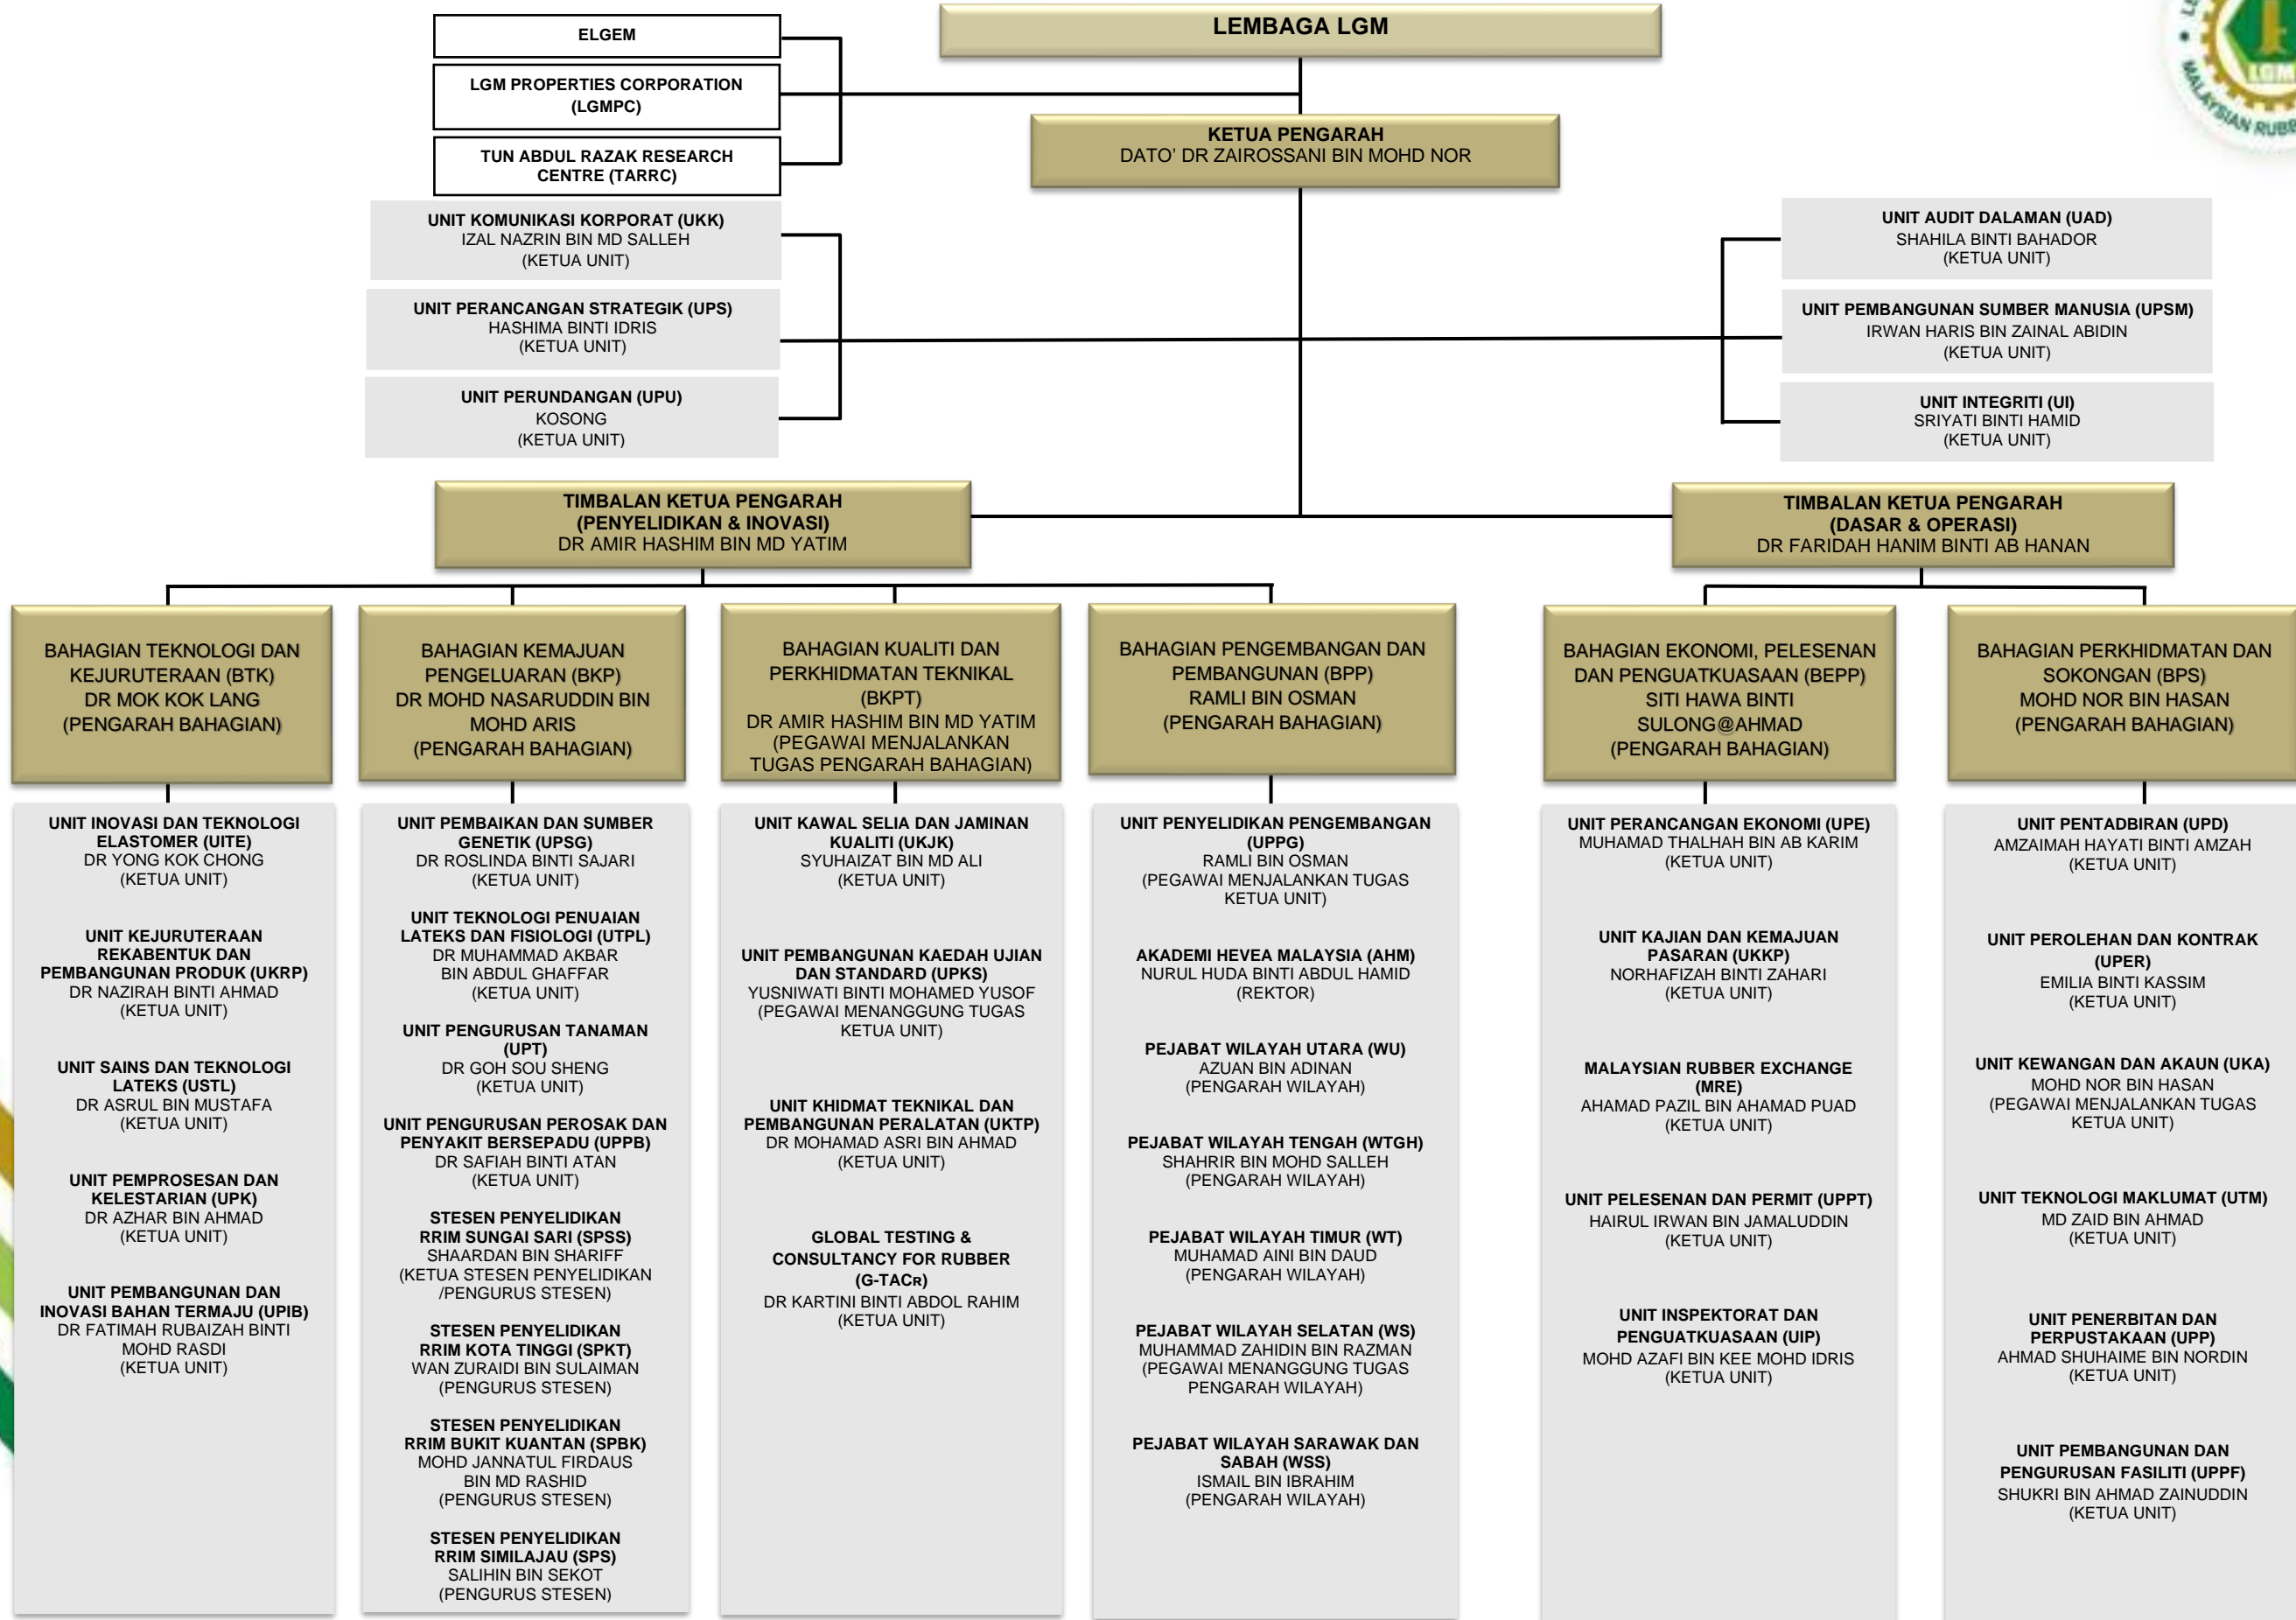 LEMBAGA LGM
ELGEM
LGM PROPERTIES CORPORATION
(LGMPC)
TUN ABDUL RAZAK RESEARCH
CENTRE (TARRC)
KETUA PENGARAH
DATO' DR ZAIROSSANI BIN MOHD NOR
LGM
UNIT KOMUNIKASI KORPORAT (UKK)
IZAL NAZRIN BIN MD SALLEH
(KETUA UNIT)
UNIT PERANCANGAN STRATEGIK (UPS)
HASHIMA BINTI IDRIS
(KETUA UNIT)
UNIT PERUNDANGAN (UPU)
KOSONG
(KETUA UNIT)
UNIT AUDIT DALAMAN (UAD)
SHAHILA BINTI BAHADOR
(KETUA UNIT)
UNIT PEMBANGUNAN SUMBER MANUSIA (UPSM)
IRWAN HARIS BIN ZAINAL ABIDIN
(KETUA UNIT)
UNIT INTEGRITI (UI)
SRIYATI BINTI HAMID
(KETUA UNIT)
TIMBALAN KETUA PENGARAH
(PENYELIDIKAN & INOVASI)
DR AMIR HASHIM BIN MD YATIM
TIMBALAN KETUA PENGARAH
(DASAR & OPERASI)
DR FARIDAH HANIM BINTI AB HANAN
BAHAGIAN TEKNOLOGI DAN
KEJURUTERAAN (BTK)
DR MOK KOK LANG
(PENGARAH BAHAGIAN)
BAHAGIAN KEMAJUAN
PENGELUARAN (BKP)
DR MOHD NASARUDDIN BIN
MOHD ARIS
(PENGARAH BAHAGIAN)
BAHAGIAN KUALITI DAN
PERKHIDMATAN TEKNIKAL
(BKPT)
DR AMIR HASHIM BIN MD YATIM
(PEGAWAI MENJALANKAN
TUGAS PENGARAH BAHAGIAN)
BAHAGIAN PENGEMBANGAN DAN
PEMBANGUNAN (BPP)
RAMLI BIN OSMAN
(PENGARAH BAHAGIAN)
BAHAGIAN EKONOMI, PELESENAN
DAN PENGUATKUASAAN (BEPP)
SITI HAWA BINTI
SULONG@AHMAD
(PENGARAH BAHAGIAN)
BAHAGIAN PERKHIDMATAN DAN
SOKONGAN (BPS)
MOHD NOR BIN HASAN
(PENGARAH BAHAGIAN)
UNIT INOVASI DAN TEKNOLOGI
ELASTOMER (UITE)
DR YONG KOK CHONG
(KETUA UNIT)
UNIT KEJURUTERAAN
REKABENTUK DAN
PEMBANGUNAN PRODUK (UKRP)
DR NAZIRAH BINTI AHMAD
(KETUA UNIT)
UNIT SAINS DAN TEKNOLOGI
LATEKS (USTL)
DR ASRUL BIN MUSTAFA
(KETUA UNIT)
UNIT PEMPROSESAN DAN
KELESTARIAN (UPK)
DR AZHAR BIN AHMAD
(KETUA UNIT)
UNIT PEMBANGUNAN DAN
INOVASI BAHAN TERMAJU (UPIB)
DR FATIMAH RUBAIZAH BINTI
MOHD RASDI
(KETUA UNIT)
UNIT PEMBAIKAN DAN SUMBER
GENETIK (UPSG)
DR ROSLINDA BINTI SAJARI
(KETUA UNIT)
UNIT TEKNOLOGI PENUAIAN
LATEKS DAN FISIOLOGI (UTPL)
DR MUHAMMAD AKBAR
BIN ABDUL GHAFFAR
(KETUA UNIT)
UNIT PENGURUSAN TANAMAN
(UPT)
DR GOH SOU SHENG
(KETUA UNIT)
UNIT PENGURUSAN PEROSAK DAN
PENYAKIT BERSEPADU (UPPB)
DR SAFIAH BINTI ATAN
(KETUA UNIT)
STESEN PENYELIDIKAN
RRIM SUNGAI SARI (SPSS)
SHAARDAN BIN SHARIFF
(KETUA STESEN PENYELIDIKAN
/PENGURUS STESEN)
STESEN PENYELIDIKAN
RRIM KOTA TINGGI (SPKT)
WAN ZURAIDI BIN SULAIMAN
(PENGURUS STESEN)
STESEN PENYELIDIKAN
RRIM BUKIT KUANTAN (SPBK)
MOHD JANNATUL FIRDAUS
BIN MD RASHID
(PENGURUS STESEN)
STESEN PENYELIDIKAN
RRIM SIMILAJAU (SPS)
SALIHIN BIN SEKOT
(PENGURUS STESEN)
UNIT KAWAL SELIA DAN JAMINAN
KUALITI (UKJK)
SYUHAIZAT BIN MD ALI
(KETUA UNIT)
UNIT PEMBANGUNAN KAEDAH UJIAN
DAN STANDARD (UPKS)
YUSNIWATI BINTI MOHAMED YUSOF
(PEGAWAI MENANGGUNG TUGAS
KETUA UNIT)
UNIT KHIDMAT TEKNIKAL DAN
PEMBANGUNAN PERALATAN (UKTP)
DR MOHAMAD ASRI BIN AHMAD
(KETUA UNIT)
GLOBAL TESTING &
CONSULTANCY FOR RUBBER
(G-TACR)
DR KARTINI BINTI ABDOL RAHIM
(KETUA UNIT)
UNIT PENYELIDIKAN PENGEMBANGAN
(UPPG)
RAMLI BIN OSMAN
(PEGAWAI MENJALANKAN TUGAS
KETUA UNIT)
AKADEMI HEVEA MALAYSIA (AHM)
NURUL HUDA BINTI ABDUL HAMID
(REKTOR)
PEJABAT WILAYAH UTARA (WU)
AZUAN BIN ADINAN
(PENGARAH WILAYAH)
PEJABAT WILAYAH TENGAH (WTGH)
SHAHRIR BIN MOHD SALLEH
(PENGARAH WILAYAH)
PEJABAT WILAYAH TIMUR (WT)
MUHAMAD AINI BIN DAUD
(PENGARAH WILAYAH)
PEJABAT WILAYAH SELATAN (WS)
MUHAMMAD ZAHIDIN BIN RAZMAN
(PEGAWAI MENANGGUNG TUGAS
PENGARAH WILAYAH)
PEJABAT WILAYAH SARAWAK DAN
SABAH (WSS)
ISMAIL BIN IBRAHIM
(PENGARAH WILAYAH)
UNIT PERANCANGAN EKONOMI (UPE)
MUHAMAD THALHAH BIN AB KARIM
(KETUA UNIT)
UNIT KAJIAN DAN KEMAJUAN
PASARAN (UKKP)
NORHAFIZAH BINTI ZAHARI
(KETUA UNIT)
MALAYSIAN RUBBER EXCHANGE
(MRE)
AHAMAD PAZIL BIN AHAMAD PUAD
(KETUA UNIT)
UNIT PELESENAN DAN PERMIT (UPPT)
HAIRUL IRWAN BIN JAMALUDDIN
(KETUA UNIT)
UNIT INSPEKTORAT DAN
PENGUATKUASAAN (UIP)
MOHD AZAFI BIN KEE MOHD IDRIS
(KETUA UNIT)
UNIT PENTADBIRAN (UPD)
AMZAIMAH HAYATI BINTI AMZAH
(KETUA UNIT)
UNIT PEROLEHAN DAN KONTRAK
(UPER)
EMILIA BINTI KASSIM
(KETUA UNIT)
UNIT KEWANGAN DAN AKAUN (UKA)
MOHD NOR BIN HASAN
(PEGAWAI MENJALANKAN TUGAS
KETUA UNIT)
UNIT TEKNOLOGI MAKLUMAT (UTM)
MD ZAID BIN AHMAD
(KETUA UNIT)
UNIT PENERBITAN DAN
PERPUSTAKAAN (UPP)
AHMAD SHUHAIME BIN NORDIN
(KETUA UNIT)
UNIT PEMBANGUNAN DAN
PENGURUSAN FASILITI (UPPF)
SHUKRI BIN AHMAD ZAINUDDIN
(KETUA UNIT)